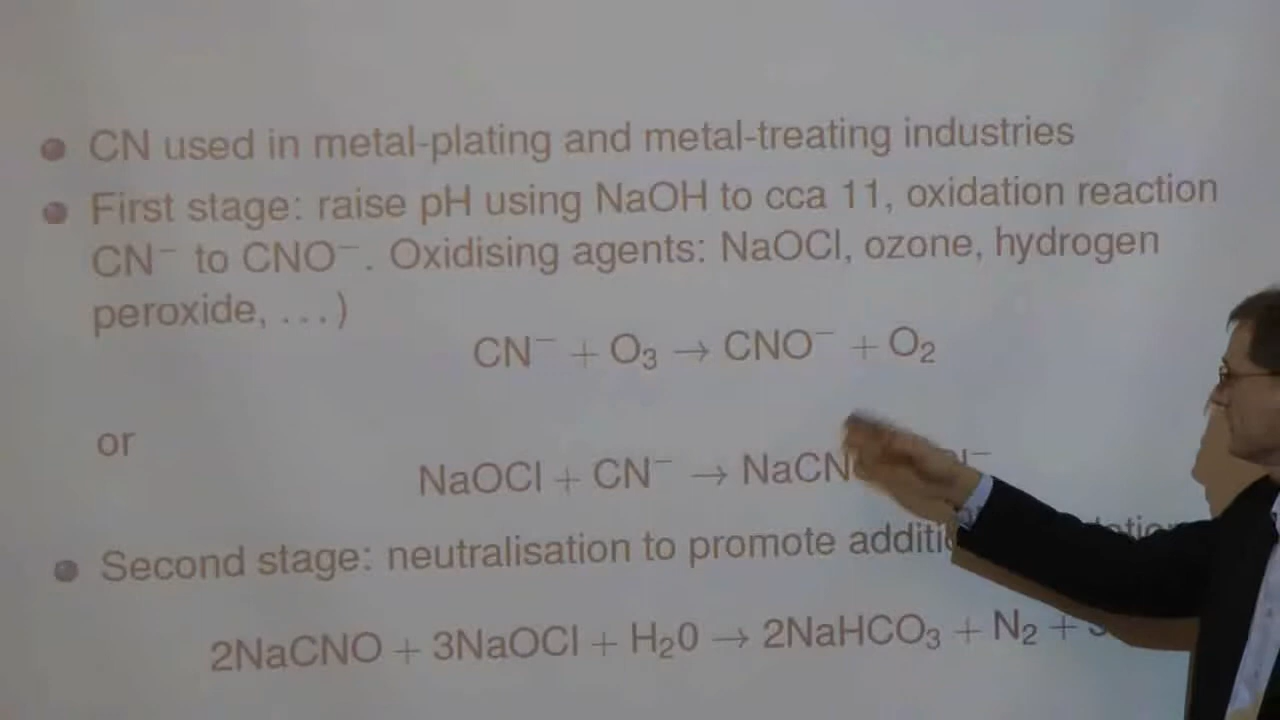 CN used in metal-plating and metal-treating industries
First stage: raise pH using NaOH to cca 11, oxidation reaction
CN⁻ to CNO⁻. Oxidising agents: NaOCl, ozone, hydrogen
peroxide, ...)
CN⁻ + O₃ → CNO⁻ + O₂
or
NaOCl + CN⁻ →
Second stage: neutralisation to promote
2NaCNO + 3NaOCl + H₂0 → 2NaHCO₃ + N₂ +